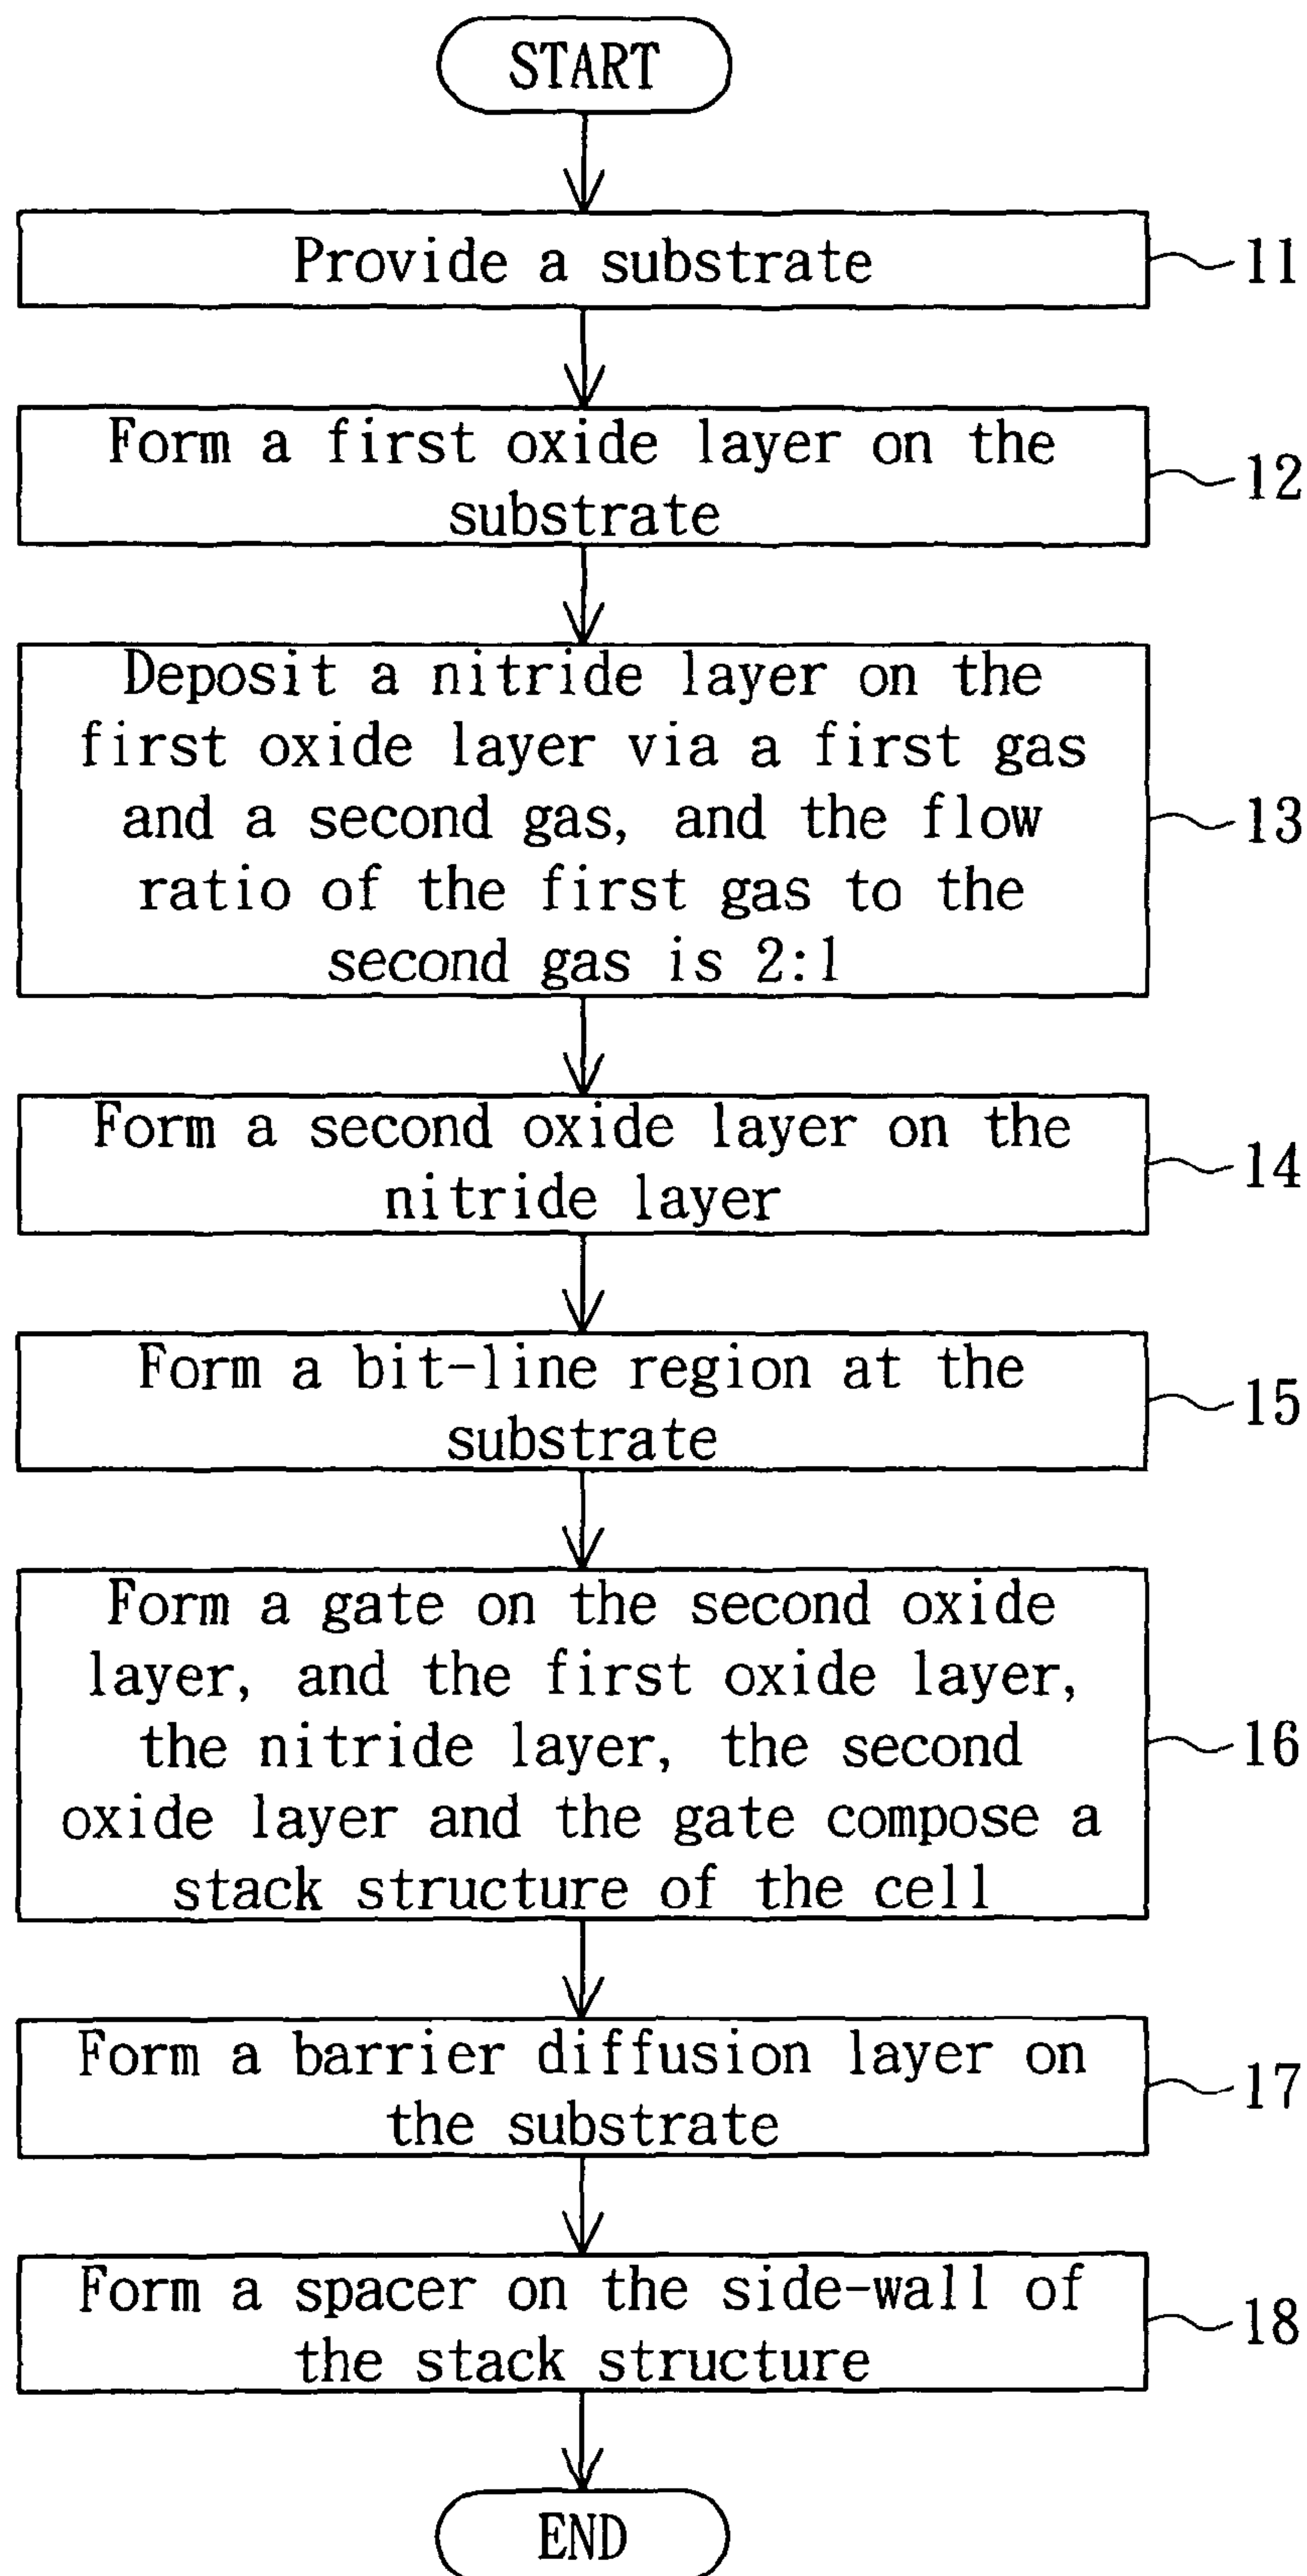 START
Provide a substrate
11
Form a first oxide layer on the
substrate
12
Deposit a nitride layer on the
first oxide layer via a first gas
and a second gas, and the flow
ratio of the first gas to the
second gas is 2:1
13
Form a second oxide layer on the
nitride layer
14
Form a bit-line region at the
substrate
15
Form a gate on the second oxide
layer, and the first oxide layer,
the nitride layer, the second
oxide layer and the gate compose a
stack structure of the cell
16
Form a barrier diffusion layer on
the substrate
17
Form a spacer on the side-wall of
the stack structure
18
END